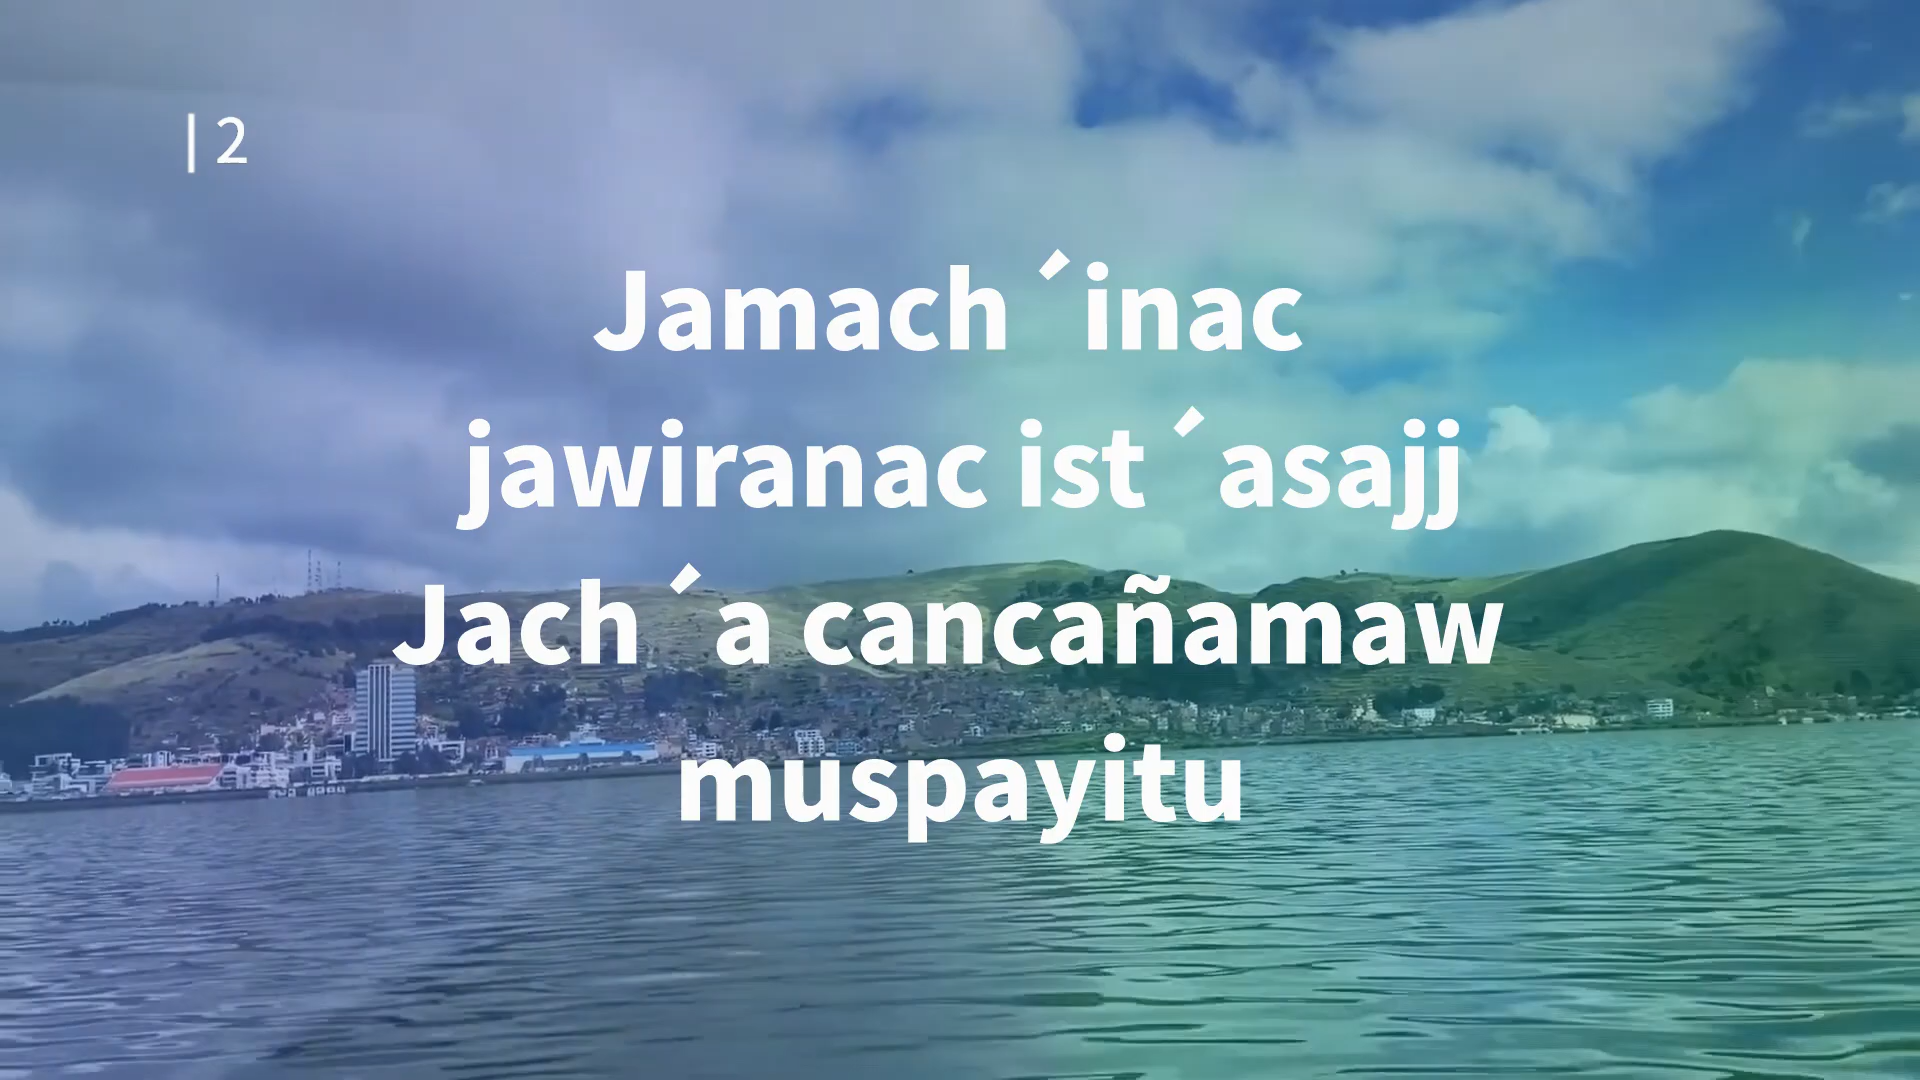 | 2
Jamach ´inac
jawiranac ist ´asajj
Jach ´a cancañamaw
muspayitu